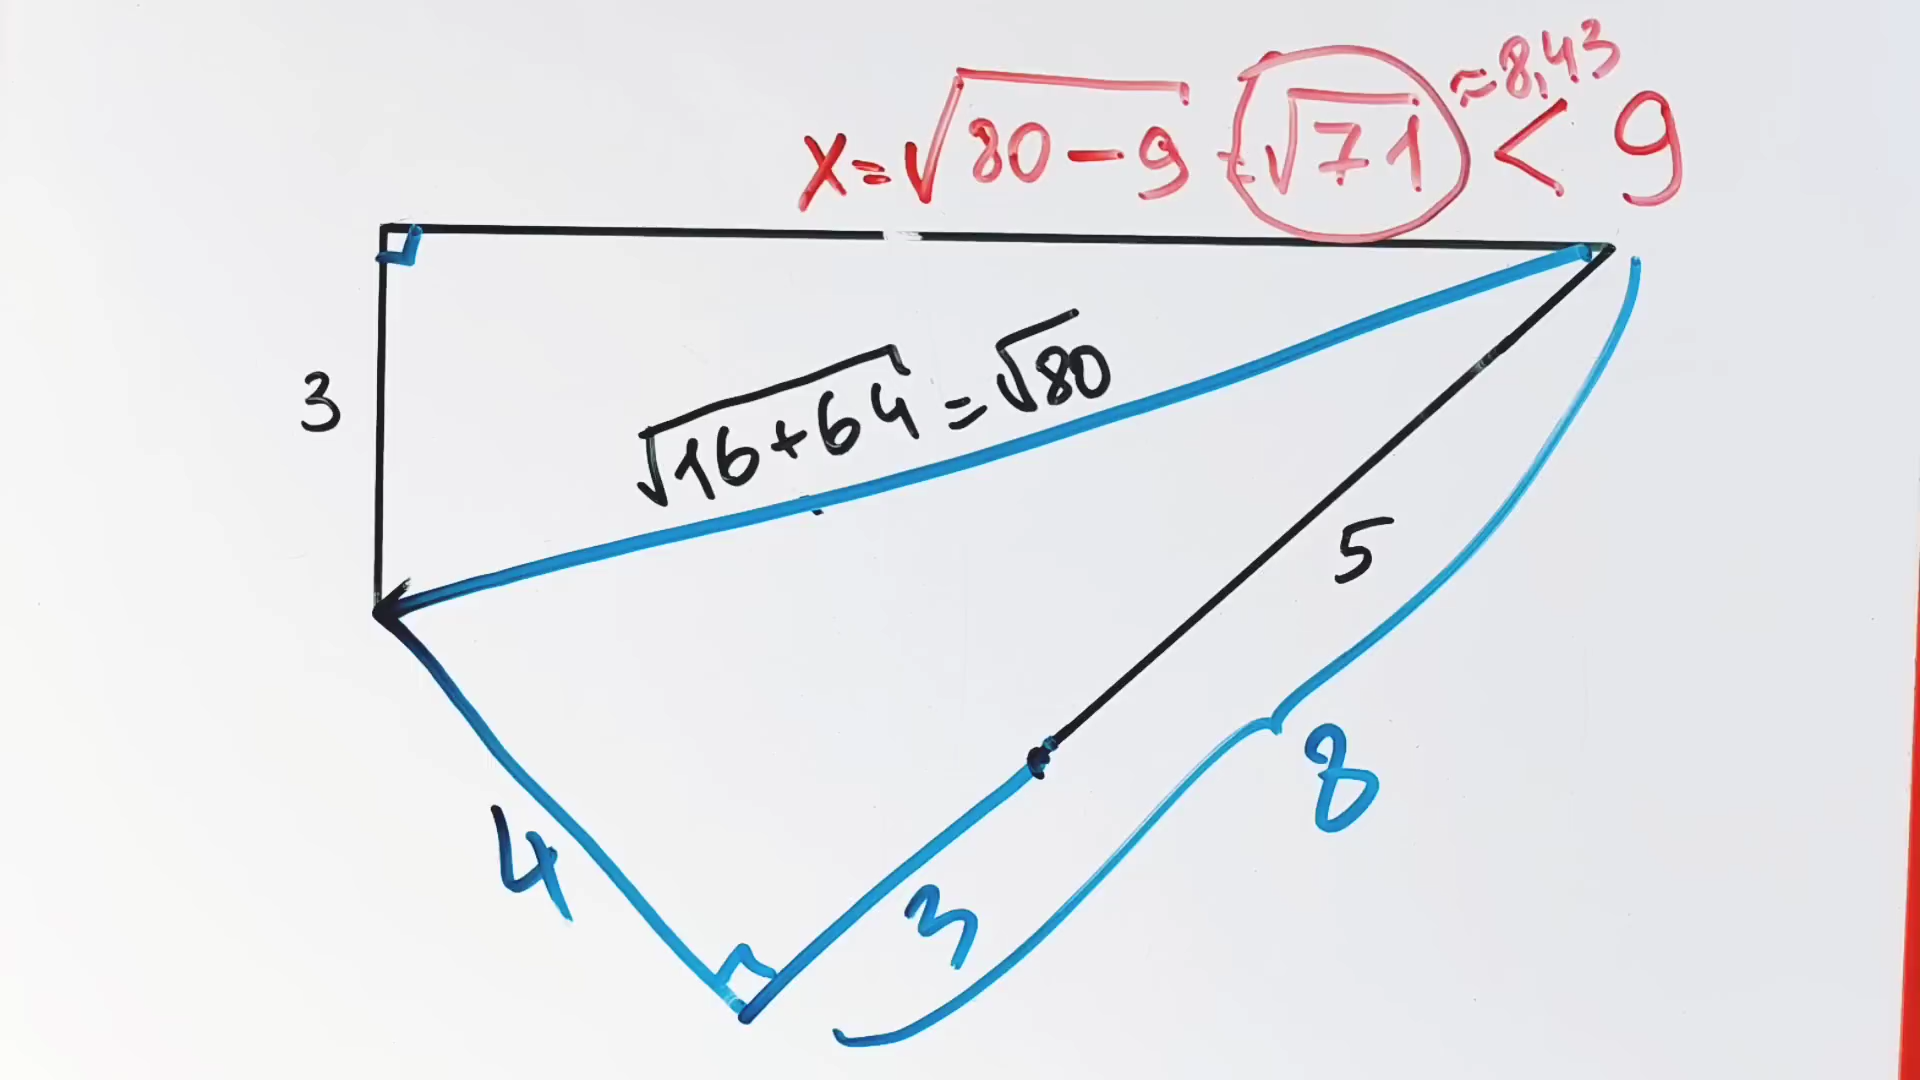 x=√80-9 =√71 ≈8,43 < 9
3
√16+64 = √80
5
8
4
3